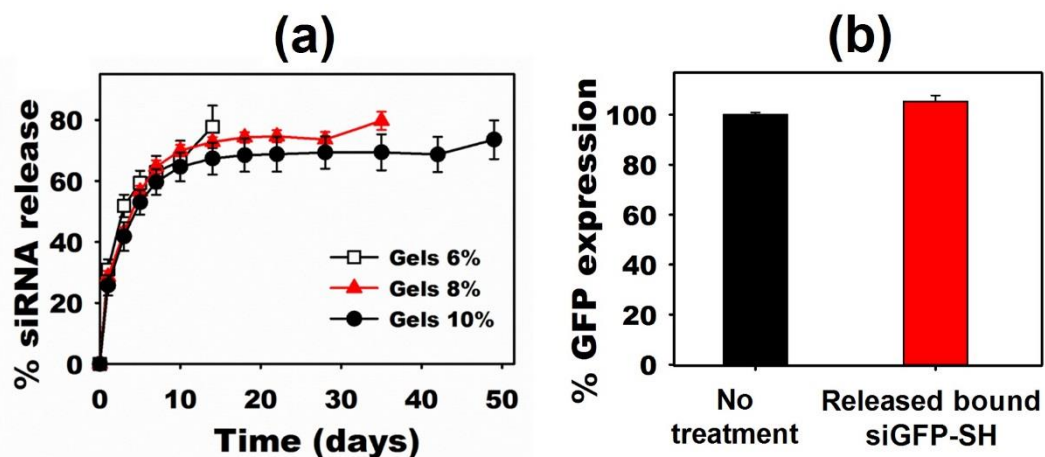 (a)
% siRNA release
80
60
40
20
0
0 10 20 30 40 50
Time (days)
Gels 6%
Gels 8%
Gels 10%
(b)
% GFP expression
100
80
60
40
20
0
No
treatment
Released bound
siGFP-SH